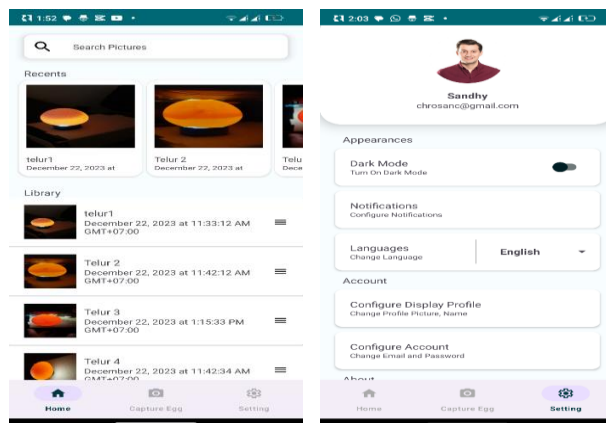 1:52
Search Pictures
Recents
telur1
December 22, 2023 at
Telur 2
December 22, 2023 at
Telu
Dece
Library
telur1
December 22, 2023 at 11:33:12 AM
GMT+07:00
Telur 2
December 22, 2023 at 11:42:12 AM
GMT+07:00
Telur 3
December 22, 2023 at 1:15:33 PM
GMT+07:00
Telur 4
December 22, 2023 at 11:42:34 AM
GMT+07:00
Home
Capture Egg
Setting
2:03
Sandhy
chrosanc@gmail.com
Appearances
Dark Mode
Turn On Dark Mode
Notifications
Configure Notifications
Languages
Change Language
English
Account
Configure Display Profile
Change Profile Picture, Name
Configure Account
Change Email and Password
About
Home
Capture Egg
Setting